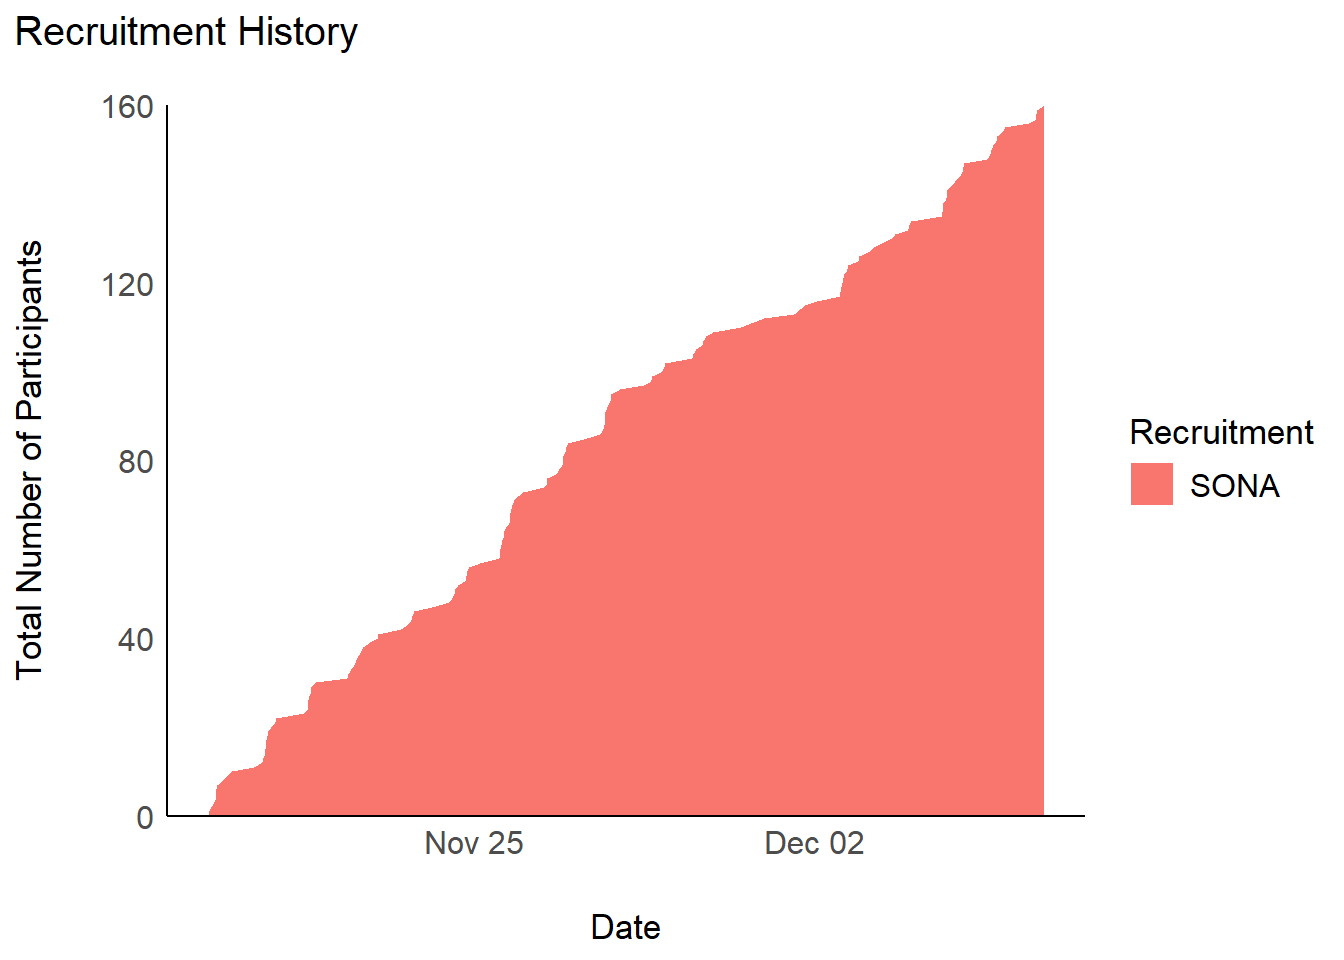 Recruitment History
160
120
80
40
0
Total Number of Participants
Nov 25
Dec 02
Date
Recruitment
SONA